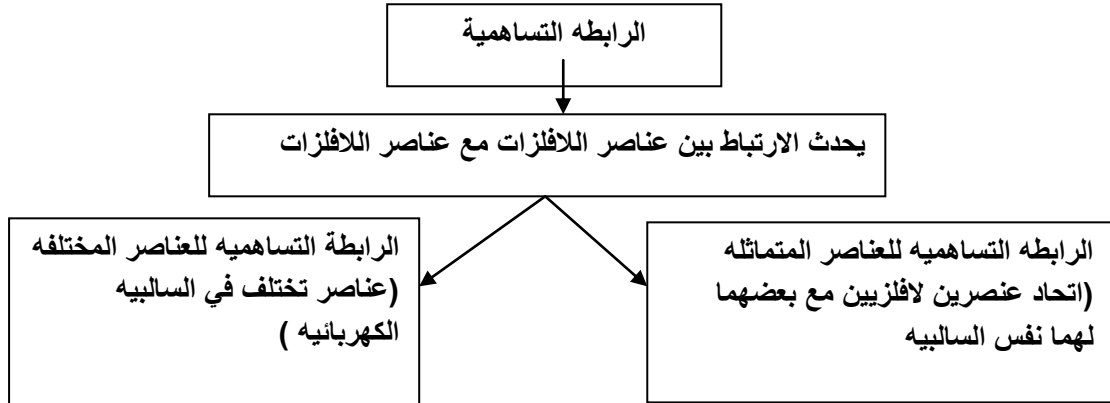 الرابطه التساهمية
يحدث الارتباط بين عناصر اللافلزات مع عناصر اللافلزات
الرابطه التساهميه للعناصر المتماثله
(اتحاد عنصرين لافلزيين مع بعضهما
لهما نفس السالبيه
الرابطة التساهميه للعناصر المختلفه
(عناصر تختلف في السالبيه
الكهربائيه )